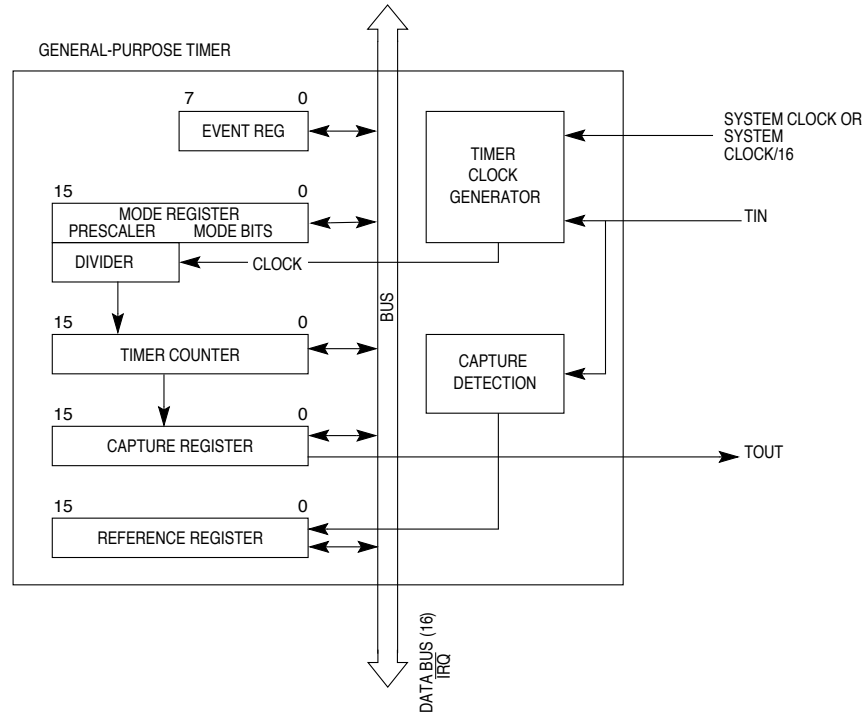 GENERAL-PURPOSE TIMER
7 0
EVENT REG
15 0
MODE REGISTER
PRESCALER MODE BITS
DIVIDER
CLOCK
15 0
TIMER COUNTER
15 0
CAPTURE REGISTER
15 0
REFERENCE REGISTER
BUS
TIMER
CLOCK
GENERATOR
SYSTEM CLOCK OR
SYSTEM
CLOCK/16
TIN
CAPTURE
DETECTION
TOUT
DATA BUS (16)
IRQ